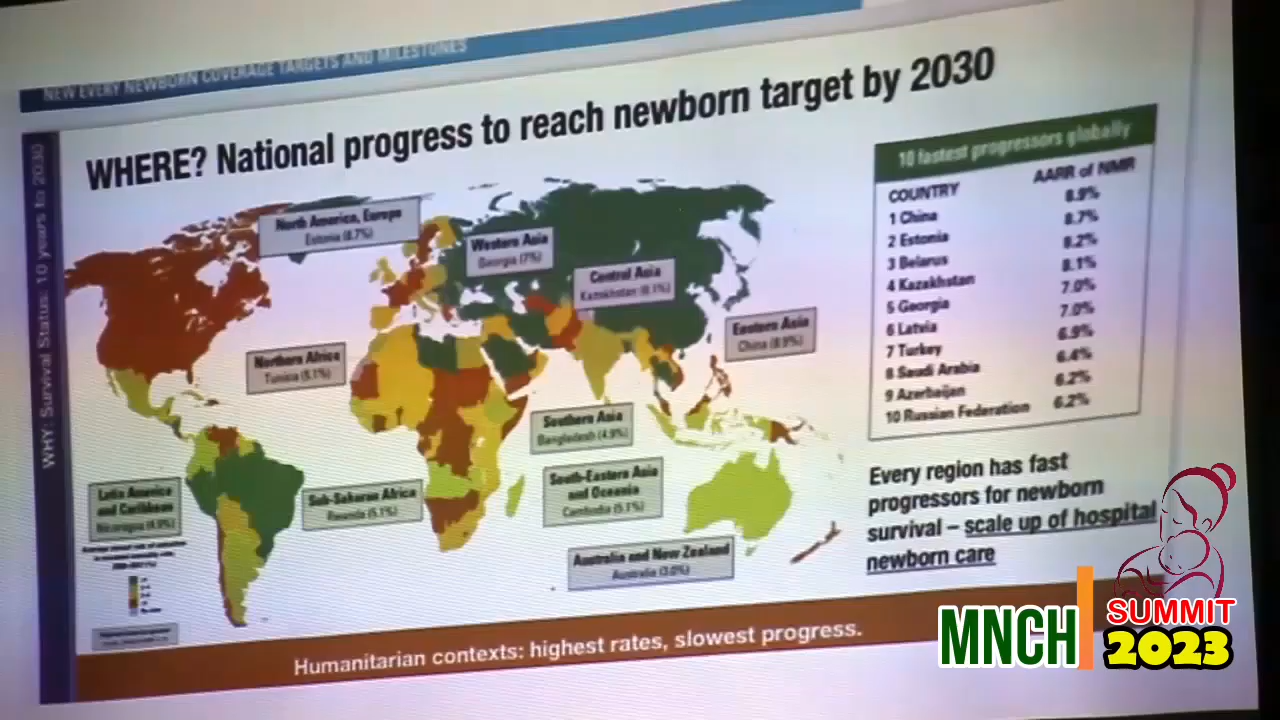 NEW EVERY NEWBORN COVERAGE TARGETS AND MILESTONES
WHY: Survival Status: 10 years to 2030
WHERE? National progress to reach newborn target by 2030
North America, Europe
Estonia (8.7%)
Western Asia
Georgia (7%)
Central Asia
Kazakhstan (8.1%)
Eastern Asia
China (8.9%)
Northern Africa
Tunisia (5.1%)
Southern Asia
Bangladesh (4.9%)
Latin America
and Caribbean
Nicaragua (4.9%)
Sub-Saharan Africa
Rwanda (5.1%)
South-Eastern Asia
and Oceania
Cambodia (5.1%)
Australia and New Zealand
Australia (3.0%)
10 fastest progressors globally
COUNTRY AARR of NMR
1 China 8.9%
2 Estonia 8.7%
3 Belarus 8.2%
4 Kazakhstan 8.1%
5 Georgia 7.0%
6 Latvia 7.0%
7 Turkey 6.9%
8 Saudi Arabia 6.4%
9 Azerbaijan 6.2%
10 Russian Federation 6.2%
Every region has fast
progressors for newborn
survival – scale up of hospital
newborn care
Humanitarian contexts: highest rates, slowest progress.
MNCH
SUMMIT
2023